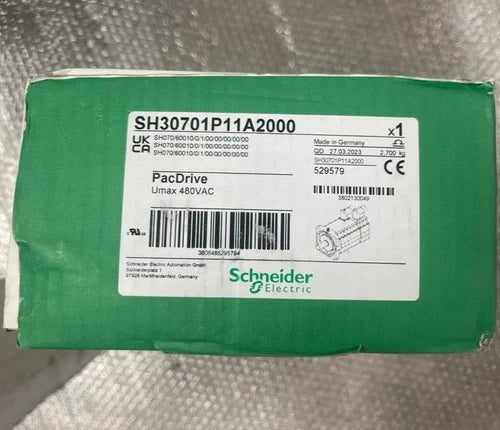 SH30701P11A2000
x1
UK
CA
SH070/60010/0/1/00/00/00/00/00
SH070/60010/0/1/00/00/00/00/00
SH070/60010/0/1/00/00/00/00/00
Made in Germany
QD 27.03.2023 2,700 kg
SH30701P11A2000
529579
CE
PacDrive
Umax 480VAC
3802130049
3606485295794
Schneider Electric Automation GmbH
Schneiderplatz 1
97828 Marktheidenfeld, Germany
Schneider
Electric